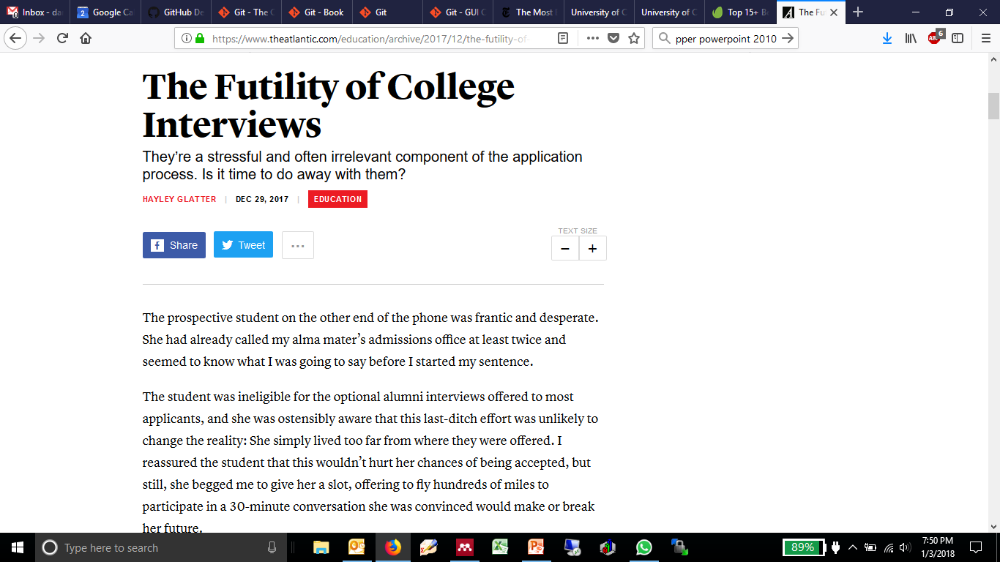 Inbox - da
2
Google Ca
GitHub De
Git - The C
Git - Book
Git
Git - GUI C
The Most
University of C
University of C
Top 15+ B
The Fu
https://www.theatlantic.com/education/archive/2017/12/the-futility-of-
pper powerpoint 2010
ABP
6
The Futility of College
Interviews
They're a stressful and often irrelevant component of the application
process. Is it time to do away with them?
HAYLEY GLATTER | DEC 29, 2017 | EDUCATION
TEXT SIZE
Share
Tweet
...
− +
The prospective student on the other end of the phone was frantic and desperate.
She had already called my alma mater's admissions office at least twice and
seemed to know what I was going to say before I started my sentence.
The student was ineligible for the optional alumni interviews offered to most
applicants, and she was ostensibly aware that this last-ditch effort was unlikely to
change the reality: She simply lived too far from where they were offered. I
reassured the student that this wouldn't hurt her chances of being accepted, but
still, she begged me to give her a slot, offering to fly hundreds of miles to
participate in a 30-minute conversation she was convinced would make or break
her future.
Type here to search
89%
7:50 PM
1/3/2018